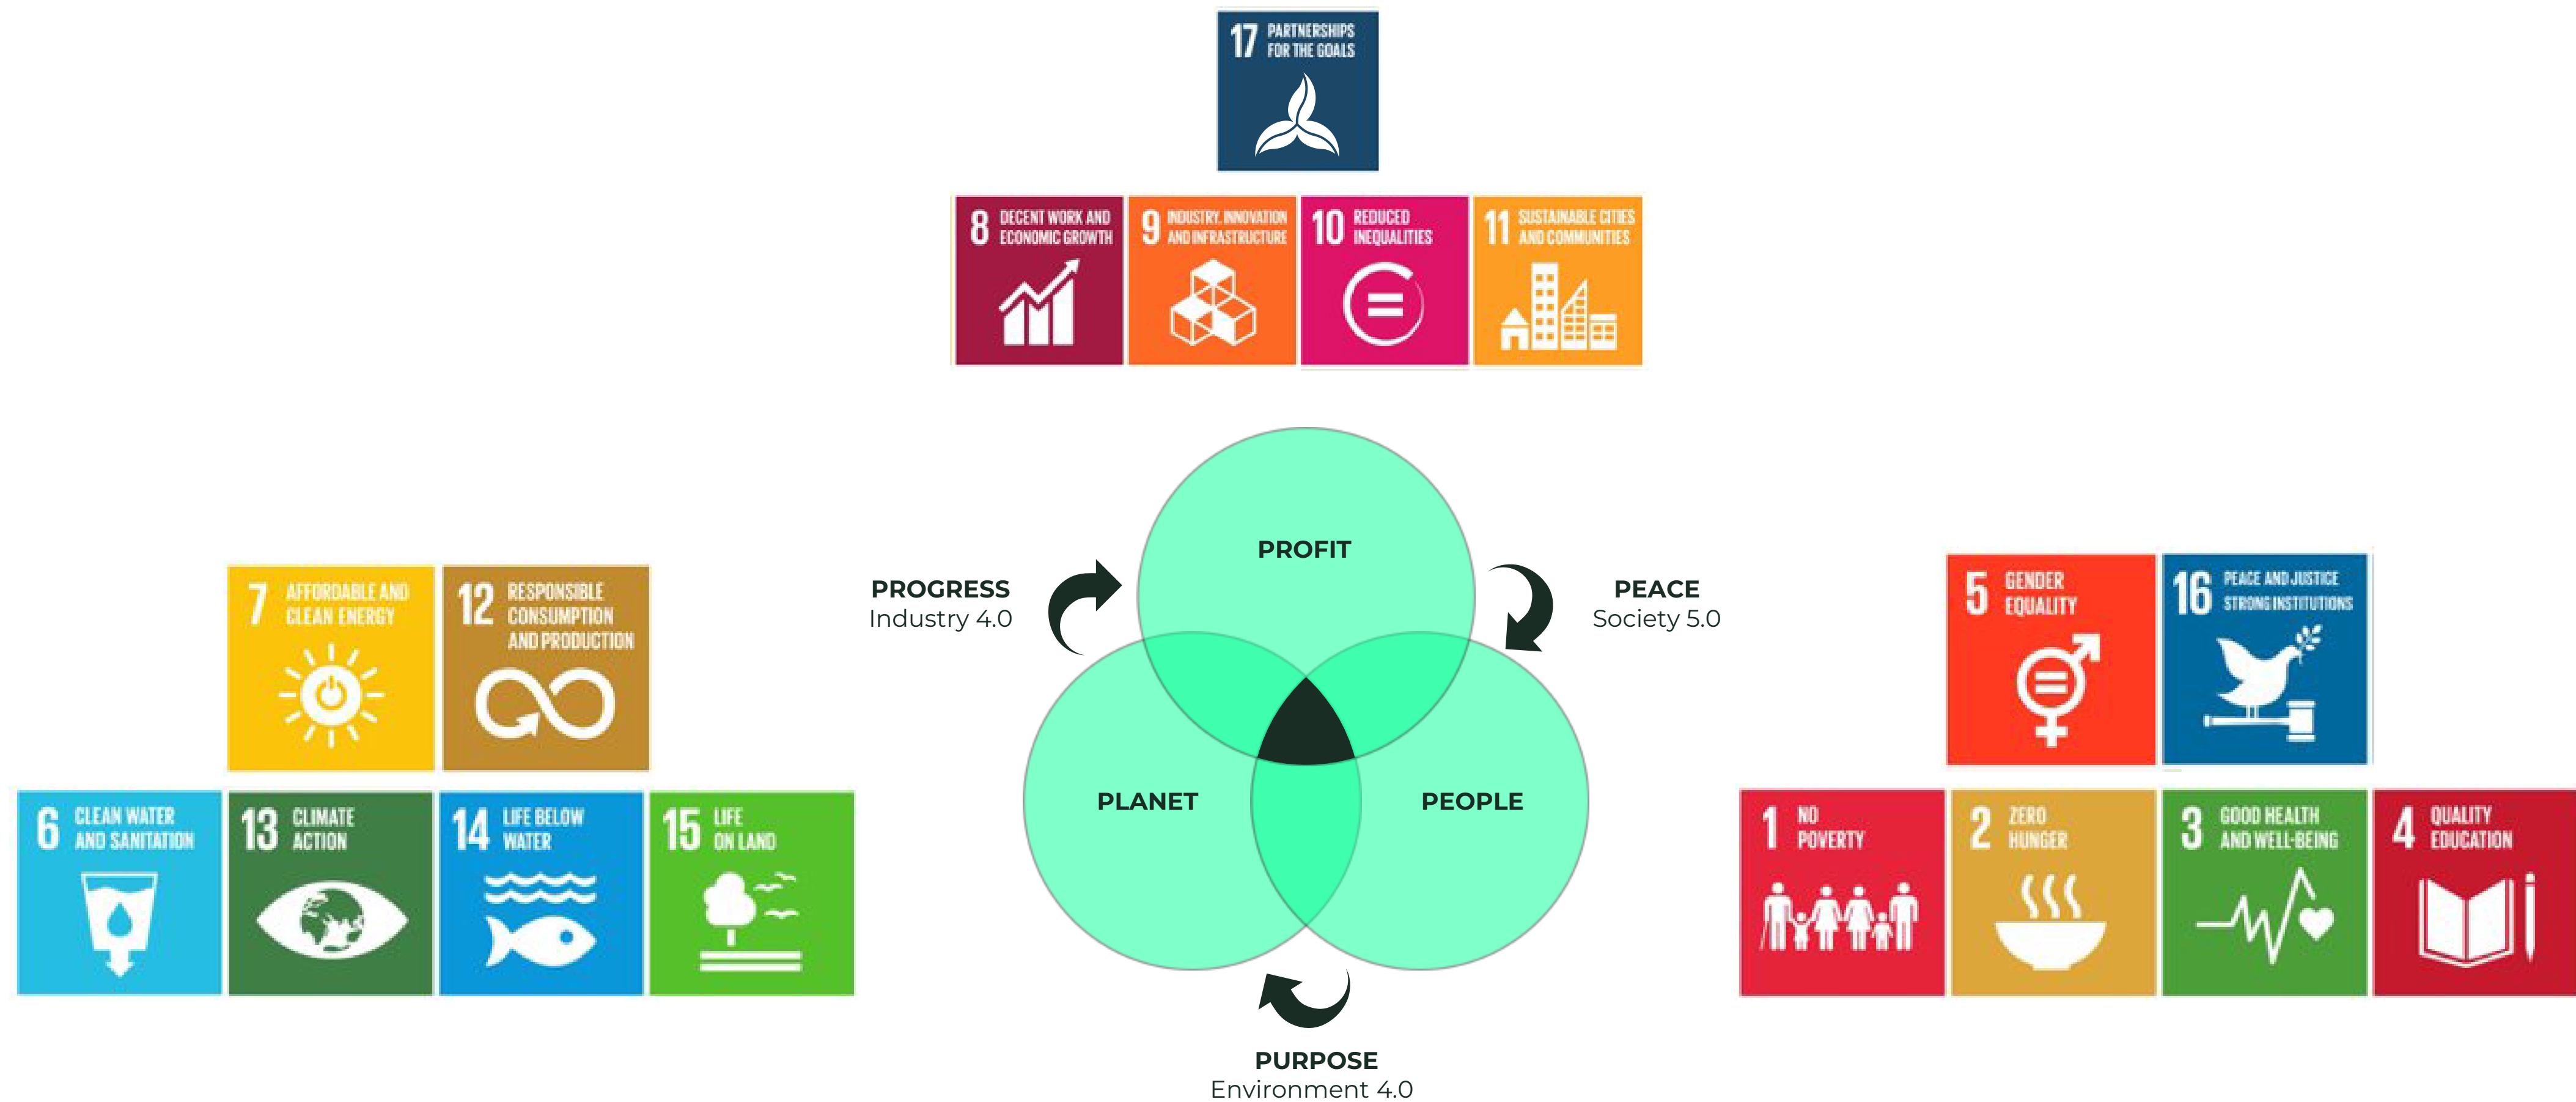 17 PARTNERSHIPS
FOR THE GOALS
8 DECENT WORK AND
ECONOMIC GROWTH
9 INDUSTRY, INNOVATION
AND INFRASTRUCTURE
10 REDUCED
INEQUALITIES
11 SUSTAINABLE CITIES
AND COMMUNITIES
PROFIT
PROGRESS
Industry 4.0
PEACE
Society 5.0
PLANET
PEOPLE
PURPOSE
Environment 4.0
7 AFFORDABLE AND
CLEAN ENERGY
12 RESPONSIBLE
CONSUMPTION
AND PRODUCTION
6 CLEAN WATER
AND SANITATION
13 CLIMATE
ACTION
14 LIFE BELOW
WATER
15 LIFE
ON LAND
5 GENDER
EQUALITY
16 PEACE AND JUSTICE
STRONG INSTITUTIONS
1 NO
POVERTY
2 ZERO
HUNGER
3 GOOD HEALTH
AND WELL-BEING
4 QUALITY
EDUCATION